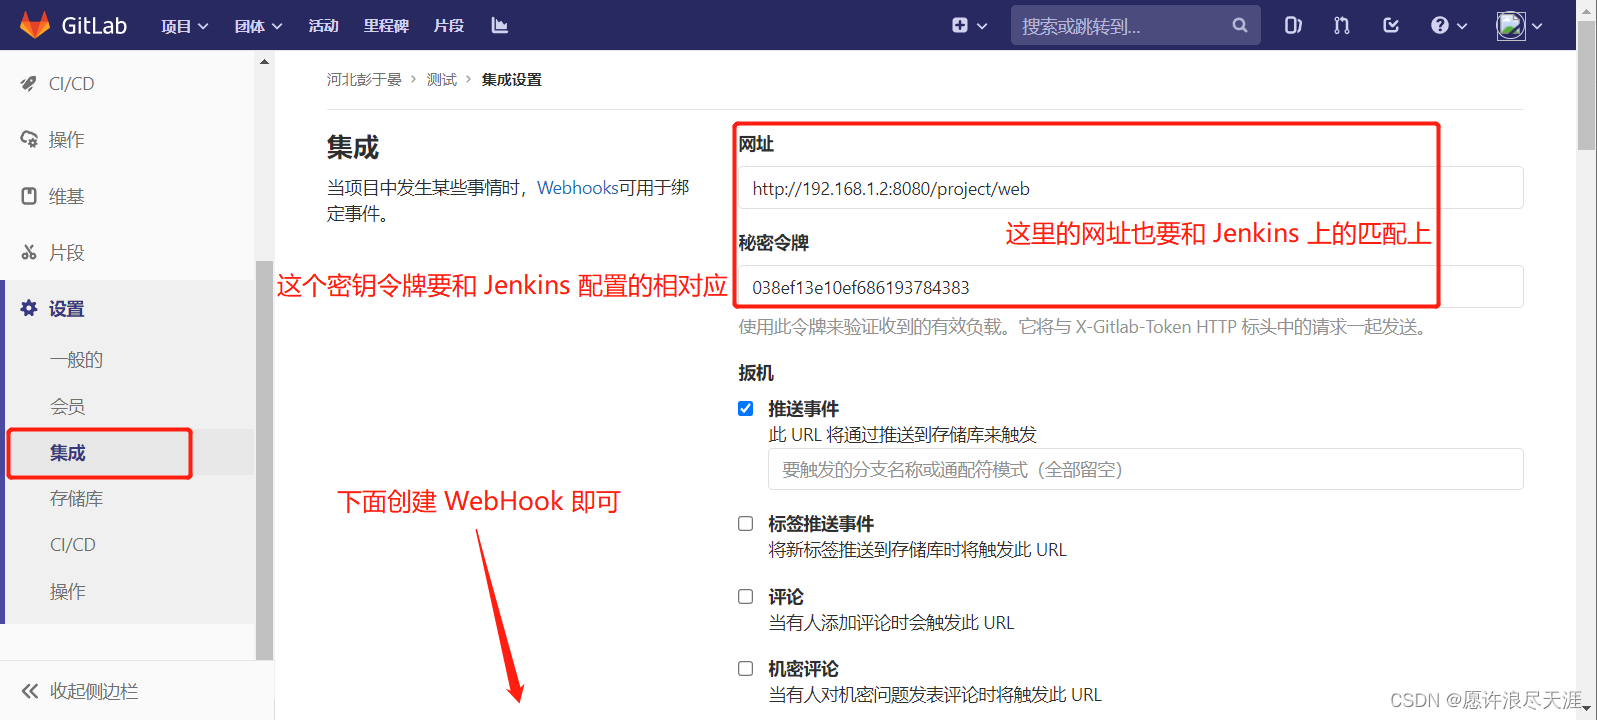 GitLab
项目
团体
活动
里程碑
片段
搜索或跳转到...
CI/CD
操作
维基
片段
设置
一般的
会员
集成
存储库
CI/CD
操作
收起侧边栏
河北彭于晏 > 测试 > 集成设置
集成
当项目中发生某些事情时，Webhooks可用于绑
定事件。
网址
http://192.168.1.2:8080/project/web
这里的网址也要和 Jenkins 上的匹配上
秘密令牌
这个密钥令牌要和 Jenkins 配置的相对应
038ef13e10ef686193784383
使用此令牌来验证收到的有效负载。它将与 X-Gitlab-Token HTTP 标头中的请求一起发送。
扳机
推送事件
此 URL 将通过推送到存储库来触发
要触发的分支名称或通配符模式（全部留空）
下面创建 WebHook 即可
标签推送事件
将新标签推送到存储库时将触发此 URL
评论
当有人添加评论时会触发此 URL
机密评论
当有人对机密问题发表评论时将触发此 URL
CSDN @愿许浪尽天涯